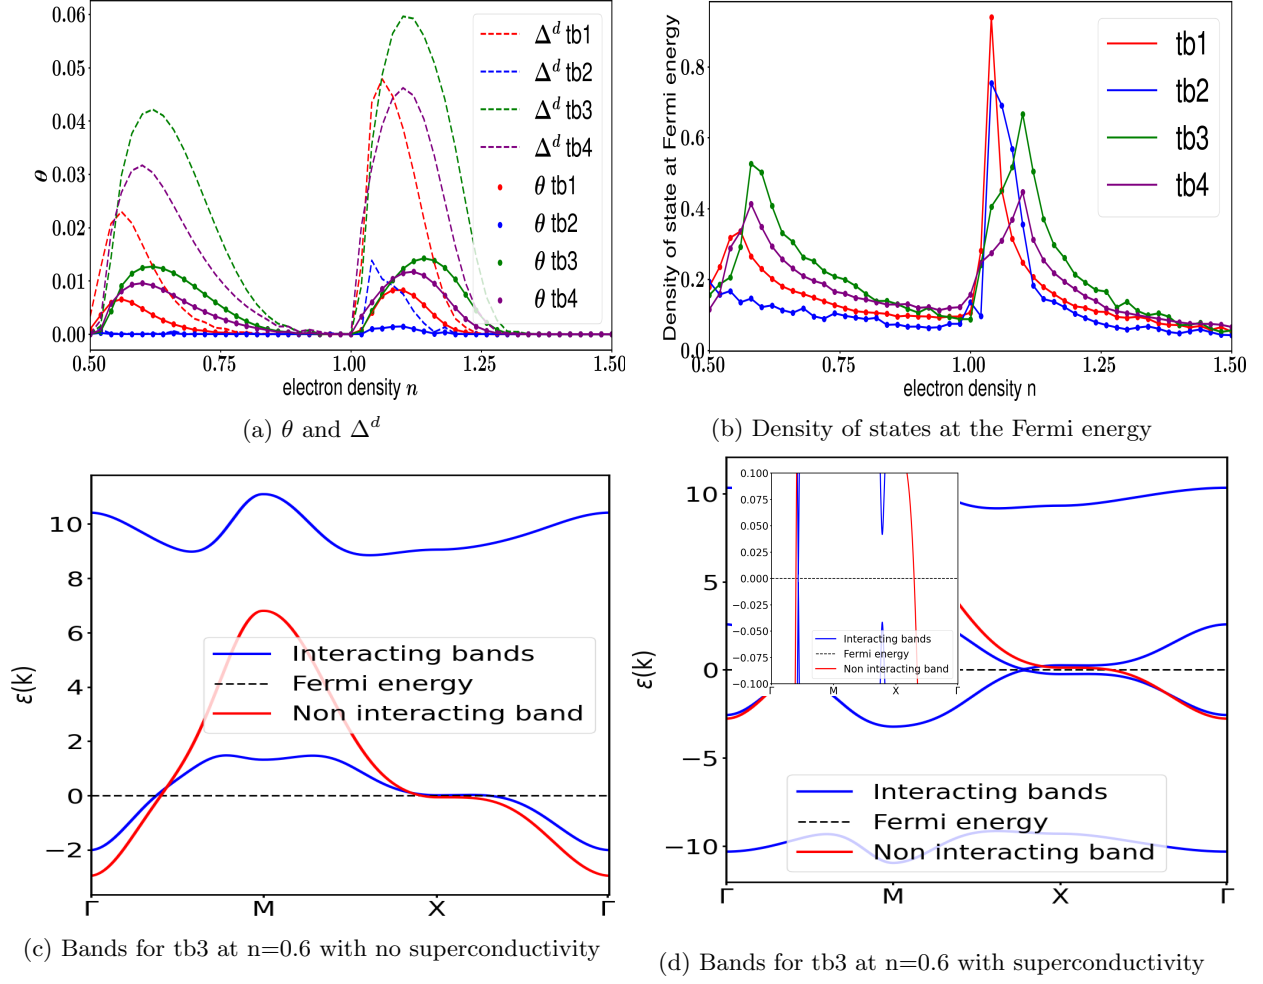 0.06
0.05
0.04
0.03
0.02
0.01
0.00
θ
0.50
0.75
1.00
1.25
1.50
electron density n
Δᵈ tb1
Δᵈ tb2
Δᵈ tb3
Δᵈ tb4
θ tb1
θ tb2
θ tb3
θ tb4
(a) θ and Δᵈ
Density of state at Fermi energy
0.8
0.6
0.4
0.2
0.0
0.50
0.75
1.00
1.25
1.50
electron density n
tb1
tb2
tb3
tb4
(b) Density of states at the Fermi energy
ε(k)
10
8
6
4
2
0
−2
Γ
M
X
Γ
Interacting bands
Fermi energy
Non interacting band
(c) Bands for tb3 at n=0.6 with no superconductivity
ε(k)
10
5
0
−5
−10
Γ
M
X
Γ
0.100
0.075
0.050
0.025
0.000
−0.025
−0.050
−0.075
−0.100
Γ
M
X
Γ
Interacting bands
Fermi energy
Non interacting band
Interacting bands
Fermi energy
Non interacting band
(d) Bands for tb3 at n=0.6 with superconductivity